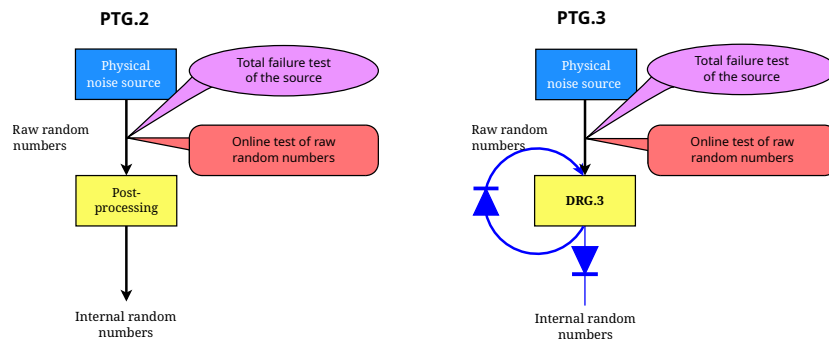 PTG.2
Physical
noise source
Total failure test
of the source
Raw random
numbers
Online test of raw
random numbers
Post-
processing
Internal random
numbers
PTG.3
Physical
noise source
Total failure test
of the source
Raw random
numbers
Online test of raw
random numbers
DRG.3
Internal random
numbers